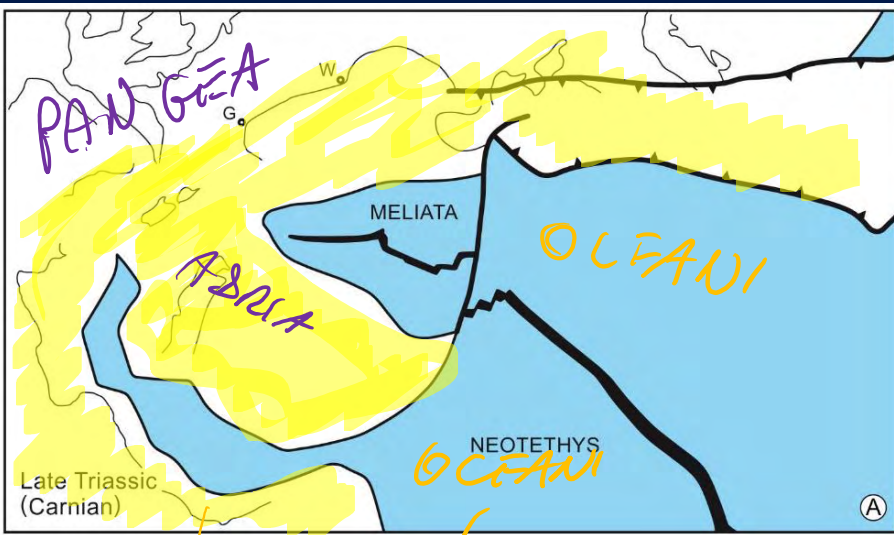 PANGEA
W
G
MELIATA
OCEANI
ADRIA
NEOTETHYS
OCEANI
Late Triassic
(Carnian)
A